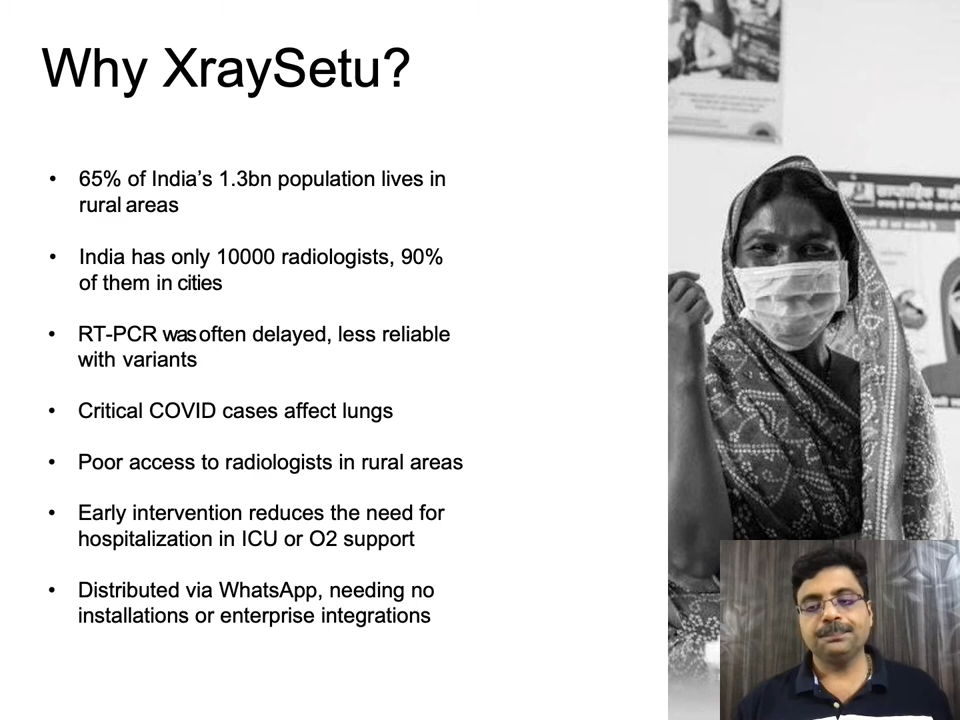 Why XraySetu?
• 65% of India’s 1.3bn population lives in
rural areas
• India has only 10000 radiologists, 90%
of them in cities
• RT-PCR was often delayed, less reliable
with variants
• Critical COVID cases affect lungs
• Poor access to radiologists in rural areas
• Early intervention reduces the need for
hospitalization in ICU or O2 support
• Distributed via WhatsApp, needing no
installations or enterprise integrations